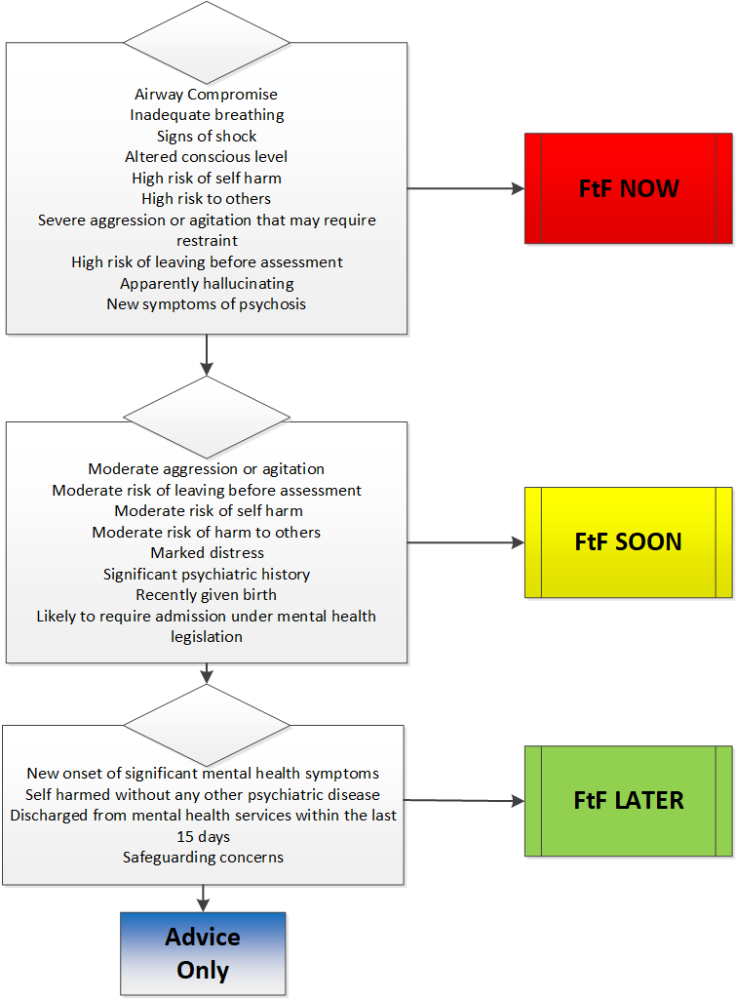 Airway Compromise
Inadequate breathing
Signs of shock
Altered conscious level
High risk of self harm
High risk to others
Severe aggression or agitation that may require
restraint
High risk of leaving before assessment
Apparently hallucinating
New symptoms of psychosis
FtF NOW
Moderate aggression or agitation
Moderate risk of leaving before assessment
Moderate risk of self harm
Moderate risk of harm to others
Marked distress
Significant psychiatric history
Recently given birth
Likely to require admission under mental health
legislation
FtF SOON
New onset of significant mental health symptoms
Self harmed without any other psychiatric disease
Discharged from mental health services within the last
15 days
Safeguarding concerns
FtF LATER
Advice
Only